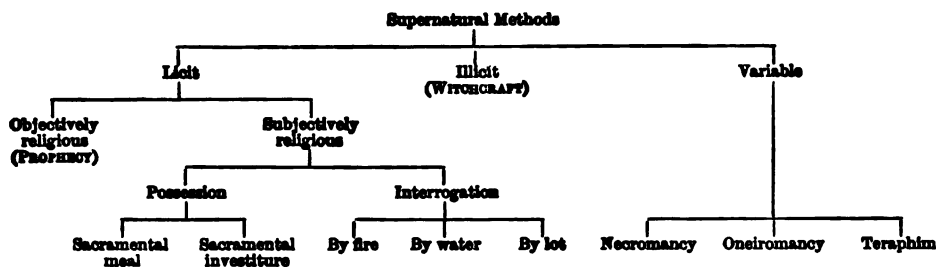 Supernatural Methods
Licit Illicit Variable
(WITCHCRAFT)
Objectively Subjectively
religious religious
(PROPHECY)
Possession Interrogation
Sacramental Sacramental By fire By water By lot Necromancy Oneiromancy Teraphim
meal investiture